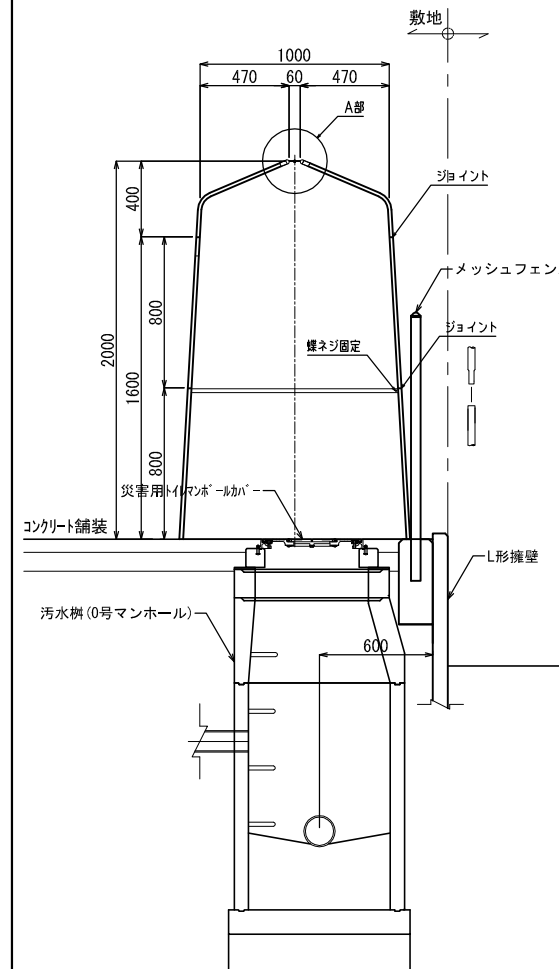 敷地
1000
470 60 470
A部
ジョイント
400
メッシュフェン
800
ジョイント
蝶ネジ固定
2000
1600
800
災害用トイレマンホールカバー
コンクリート舗装
L形擁壁
汚水桝(0号マンホール)
600